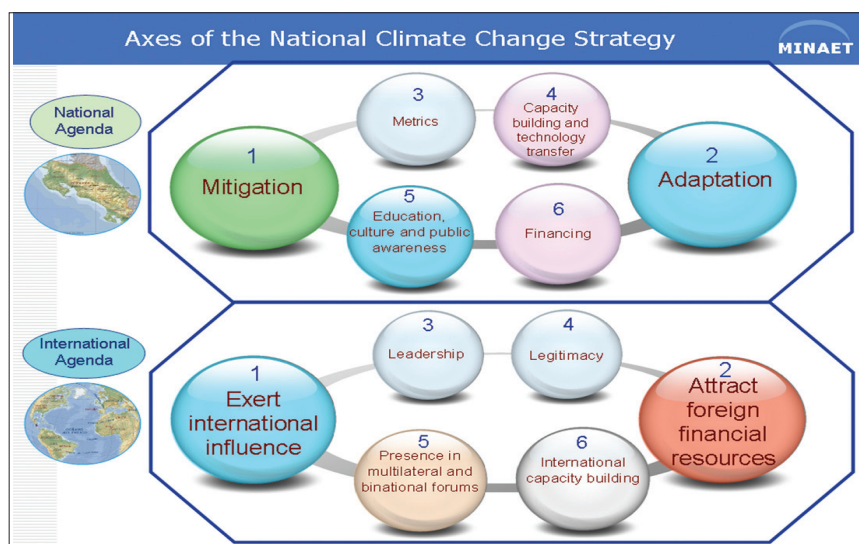 Axes of the National Climate Change Strategy
MINAET
National
Agenda
1
Mitigation
3
Metrics
4
Capacity
building and
technology
transfer
2
Adaptation
5
Education,
culture and public
awareness
6
Financing
International
Agenda
1
Exert
international
influence
3
Leadership
4
Legitimacy
2
Attract
foreign
financial
resources
5
Presence in
multilateral and
binational forums
6
International
capacity building